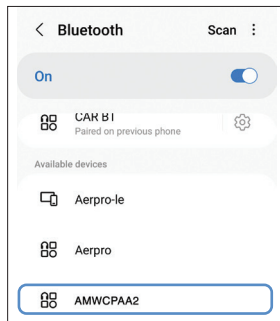 Bluetooth Scan
On
CAR BT
Paired on previous phone
Available devices
Aerpro-le
Aerpro
AMWCPAA2